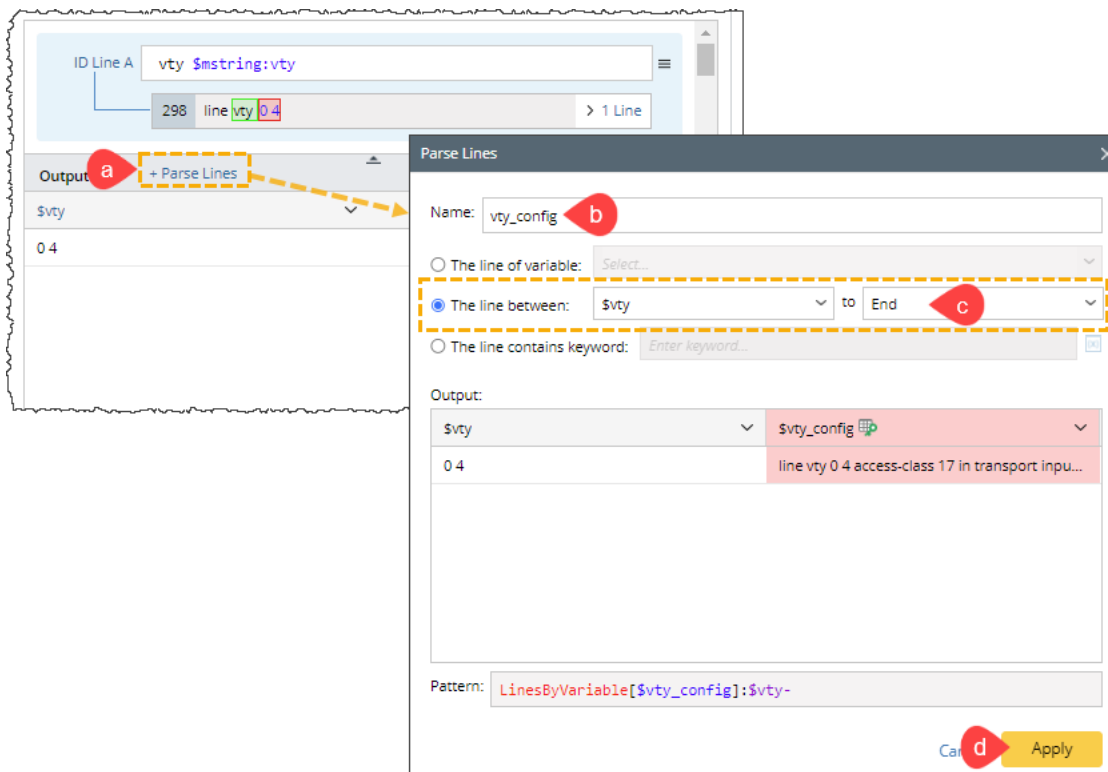 ID Line A
vty $mstring:vty
298 line vty 0 4 > 1 Line
Output
a
+ Parse Lines
$vty
0 4
Parse Lines
Name: vty_config
b
The line of variable: Select...
The line between: $vty to End
c
The line contains keyword: Enter keyword...
Output:
$vty $vty_config
0 4 line vty 0 4 access-class 17 in transport inpu...
Pattern: LinesByVariable[$vty_config]:$vty-
d
Apply